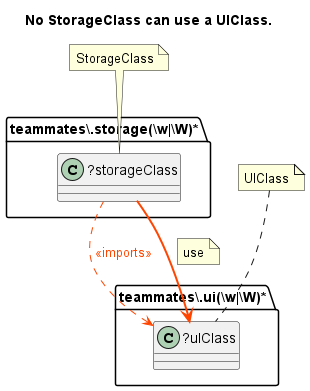 No StorageClass can use a UIClass.
StorageClass
teammates\.storage(\w|\W)*
C ?storageClass
UIClass
«imports»
use
teammates\.ui(\w|\W)*
C ?uiClass